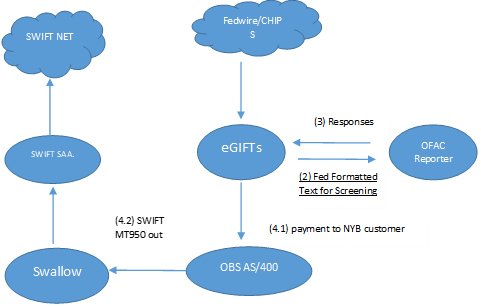 SWIFT NET
Fedwire/CHIP
S
(3) Responses
SWIFT SAA.
eGIFTs
OFAC
Reporter
(2) Fed Formatted
Text for Screening
(4.2) SWIFT
MT950 out
(4.1) payment to NYB customer
Swallow
OBS AS/400